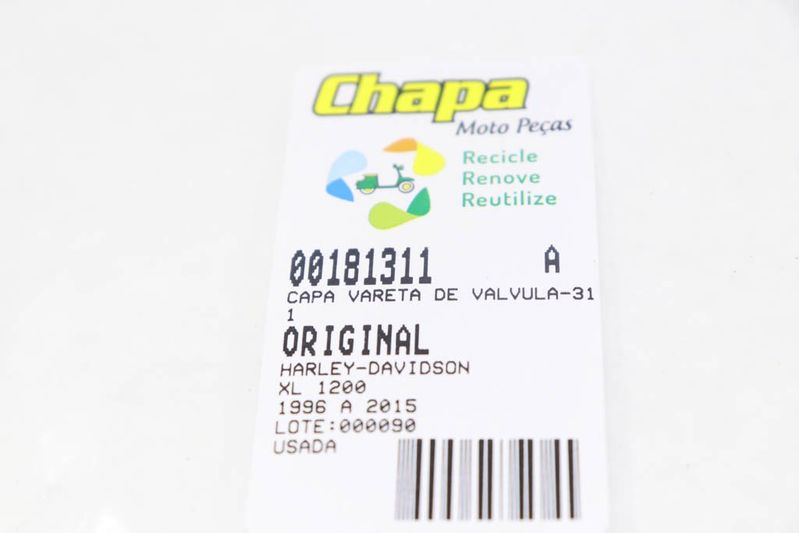 Chapa
Moto Peças
Recicle
Renove
Reutilize
00181311 A
CAPA VARETA DE VALVULA-31
1
ORIGINAL
HARLEY-DAVIDSON
XL 1200
1996 A 2015
LOTE:000090
USADA